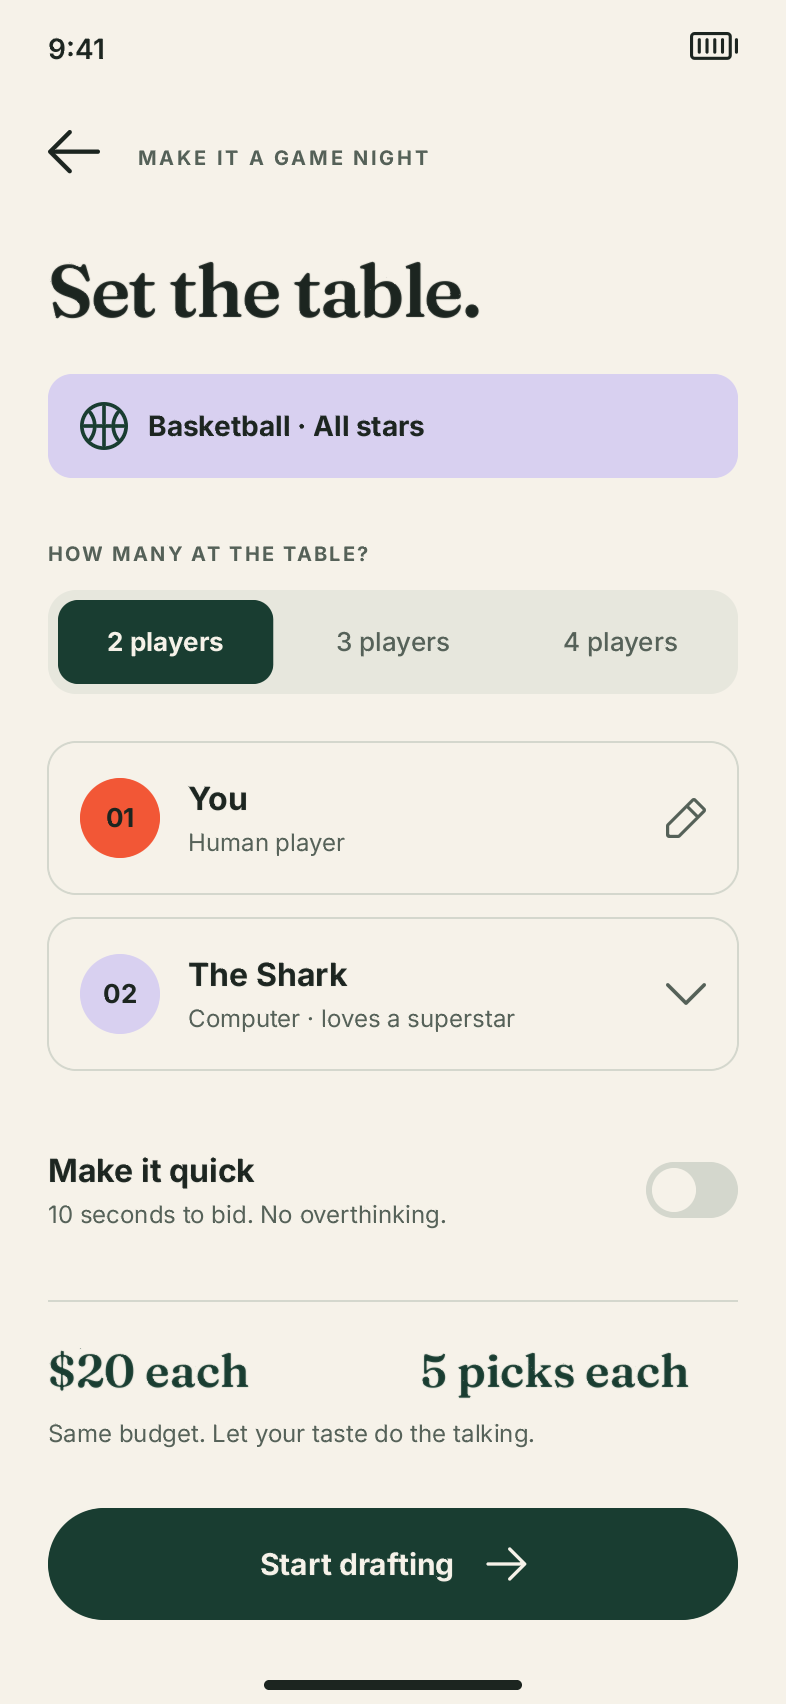 9:41
MAKE IT A GAME NIGHT
Set the table.
Basketball · All stars
HOW MANY AT THE TABLE?
2 players 3 players 4 players
01 You
Human player
02 The Shark
Computer · loves a superstar
Make it quick
10 seconds to bid. No overthinking.
$20 each 5 picks each
Same budget. Let your taste do the talking.
Start drafting